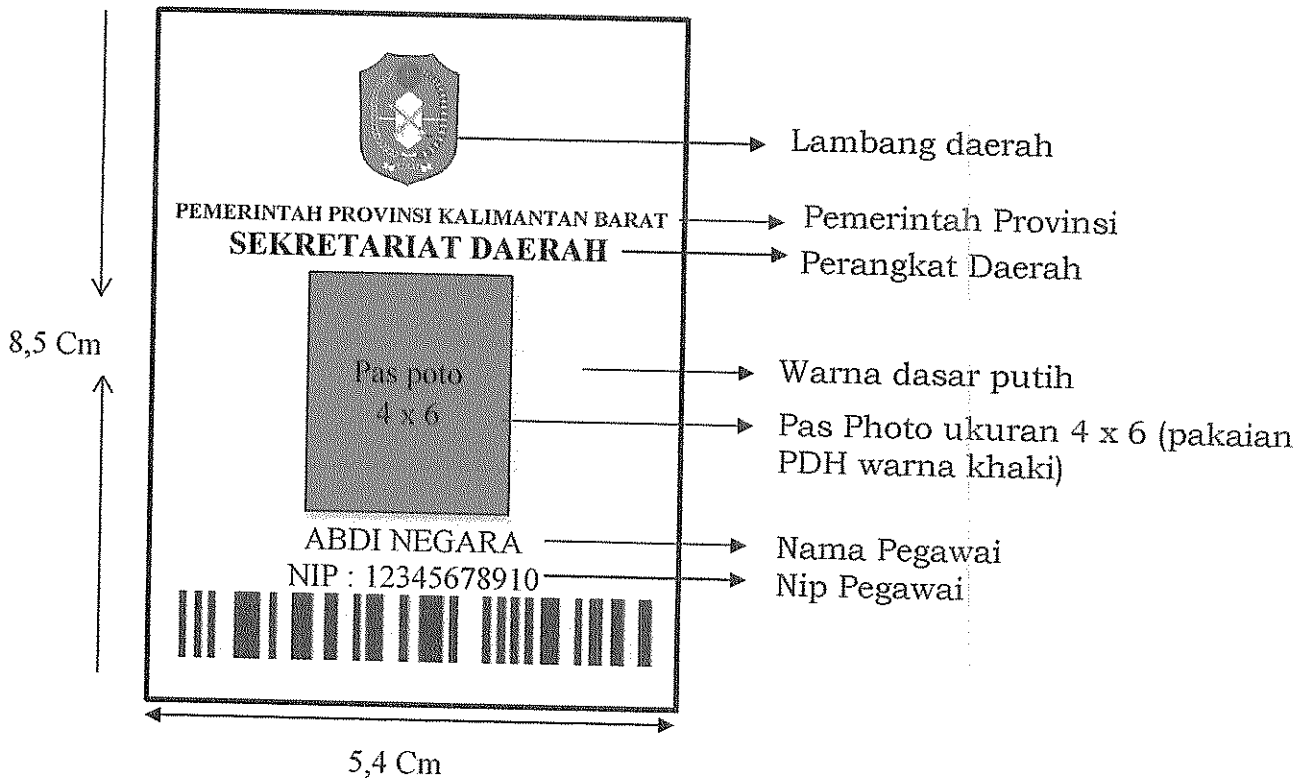 Lambang daerah
PEMERINTAH PROVINSI KALIMANTAN BARAT
Pemerintah Provinsi
SEKRETARIAT DAERAH
Perangkat Daerah
8,5 Cm
Pas poto
4 x 6
Warna dasar putih
Pas Photo ukuran 4 x 6 (pakaian
PDH warna khaki)
ABDI NEGARA
Nama Pegawai
NIP : 12345678910
Nip Pegawai
5,4 Cm